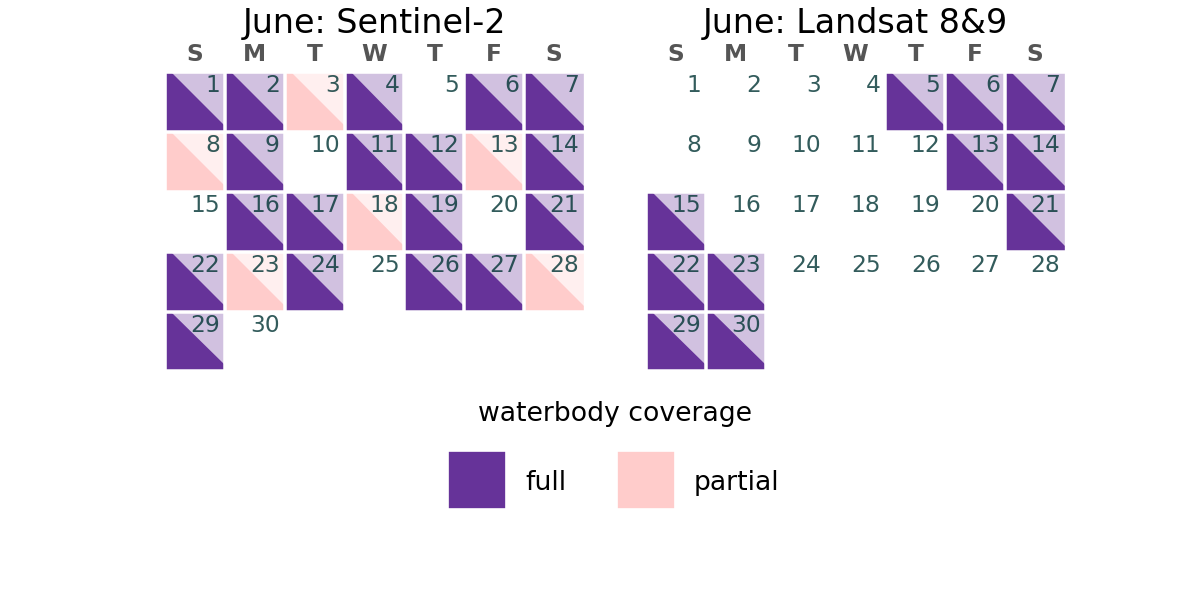 June: Sentinel-2
S M T W T F S
1 2 3 4 5 6 7
8 9 10 11 12 13 14
15 16 17 18 19 20 21
22 23 24 25 26 27 28
29 30
June: Landsat 8&9
S M T W T F S
1 2 3 4 5 6 7
8 9 10 11 12 13 14
15 16 17 18 19 20 21
22 23 24 25 26 27 28
29 30
waterbody coverage
full partial